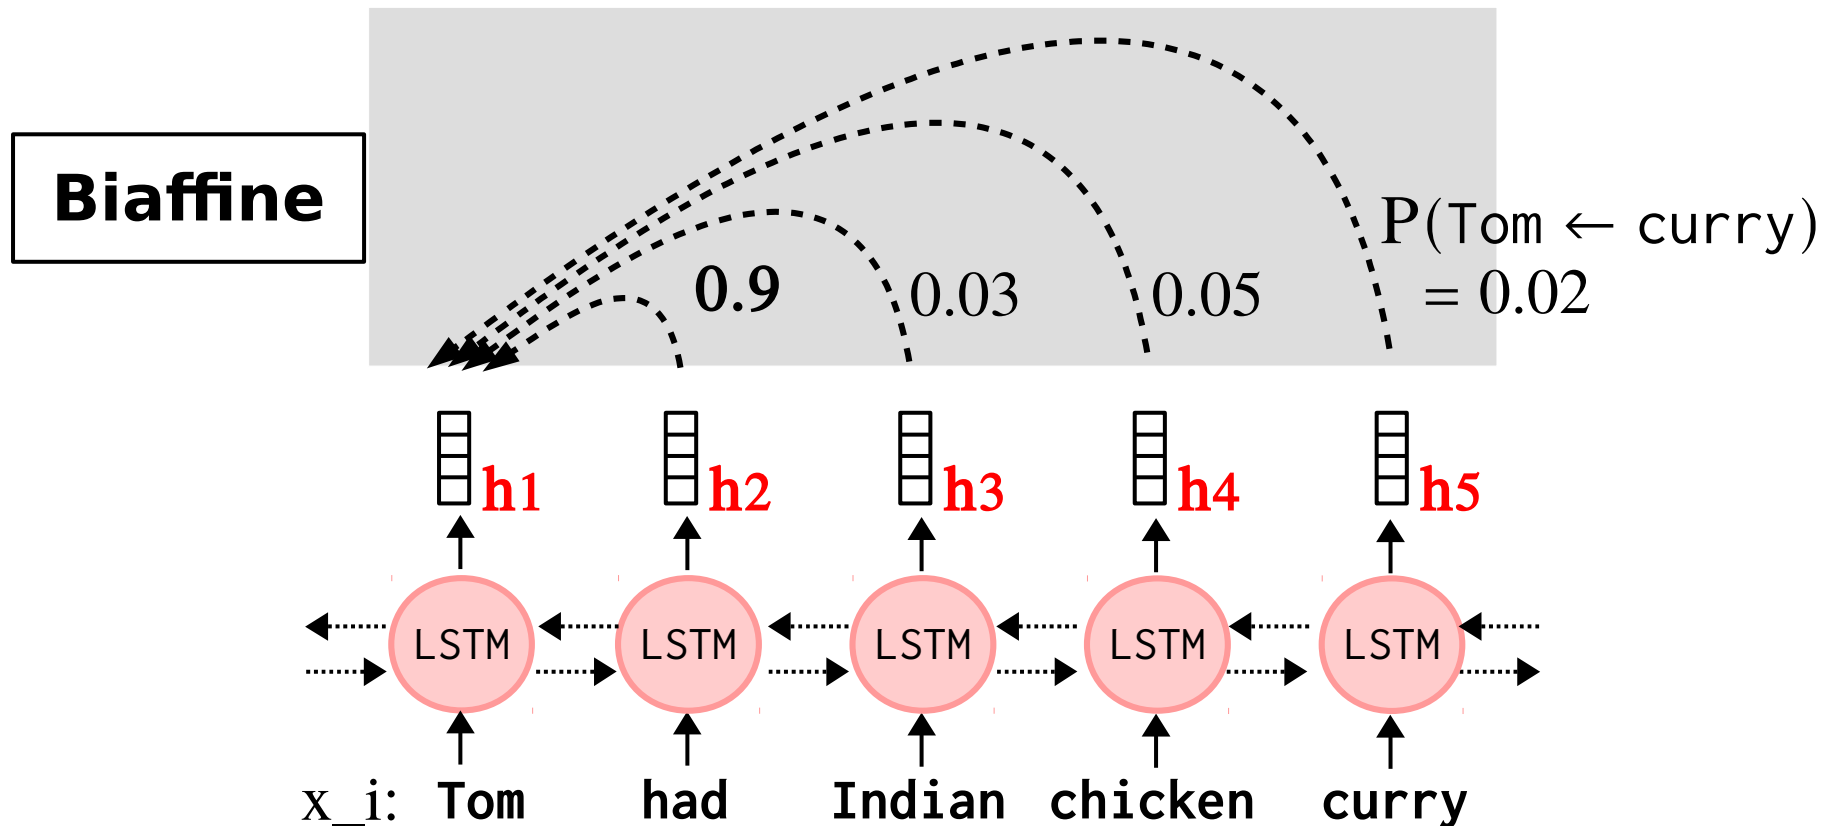 Biaffine
P(Tom ← curry)
0.9 0.03 0.05 = 0.02
h1 h2 h3 h4 h5
LSTM LSTM LSTM LSTM LSTM
x_i: Tom had Indian chicken curry